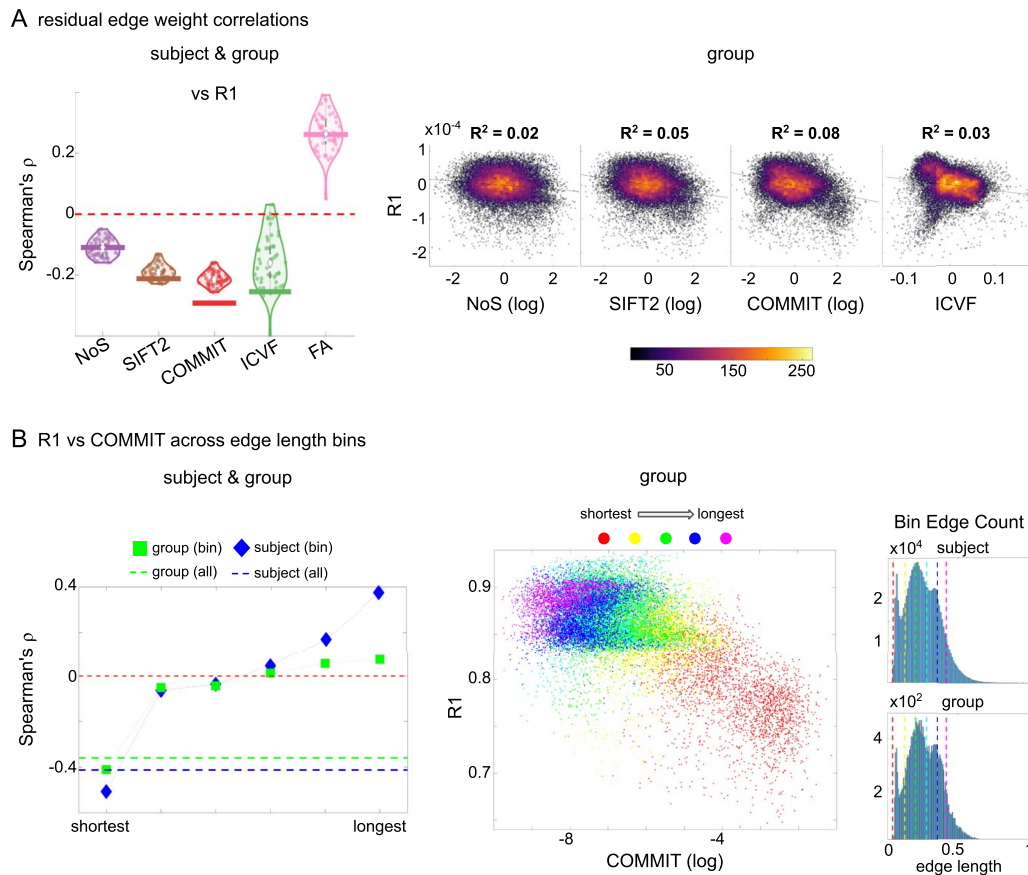 A residual edge weight correlations
subject & group
group
vs R1
Spearman's ρ
0.2
0
-0.2
NoS
SIFT2
COMMIT
ICVF
FA
x10-4
R2 = 0.02
R2 = 0.05
R2 = 0.08
R2 = 0.03
R1
1
0
-1
-2
-2 0 2
-2 0 2
-2 0 2
-0.1 0.1
NoS (log)
SIFT2 (log)
COMMIT (log)
ICVF
50 150 250
B R1 vs COMMIT across edge length bins
subject & group
group
group (bin) subject (bin)
group (all) subject (all)
Spearman's ρ
0.4
0
-0.4
shortest longest
shortest longest
R1
0.9
0.8
0.7
-8 -4
COMMIT (log)
Bin Edge Count
x104 subject
2
1
x102 group
4
2
0 0.5 1
edge length